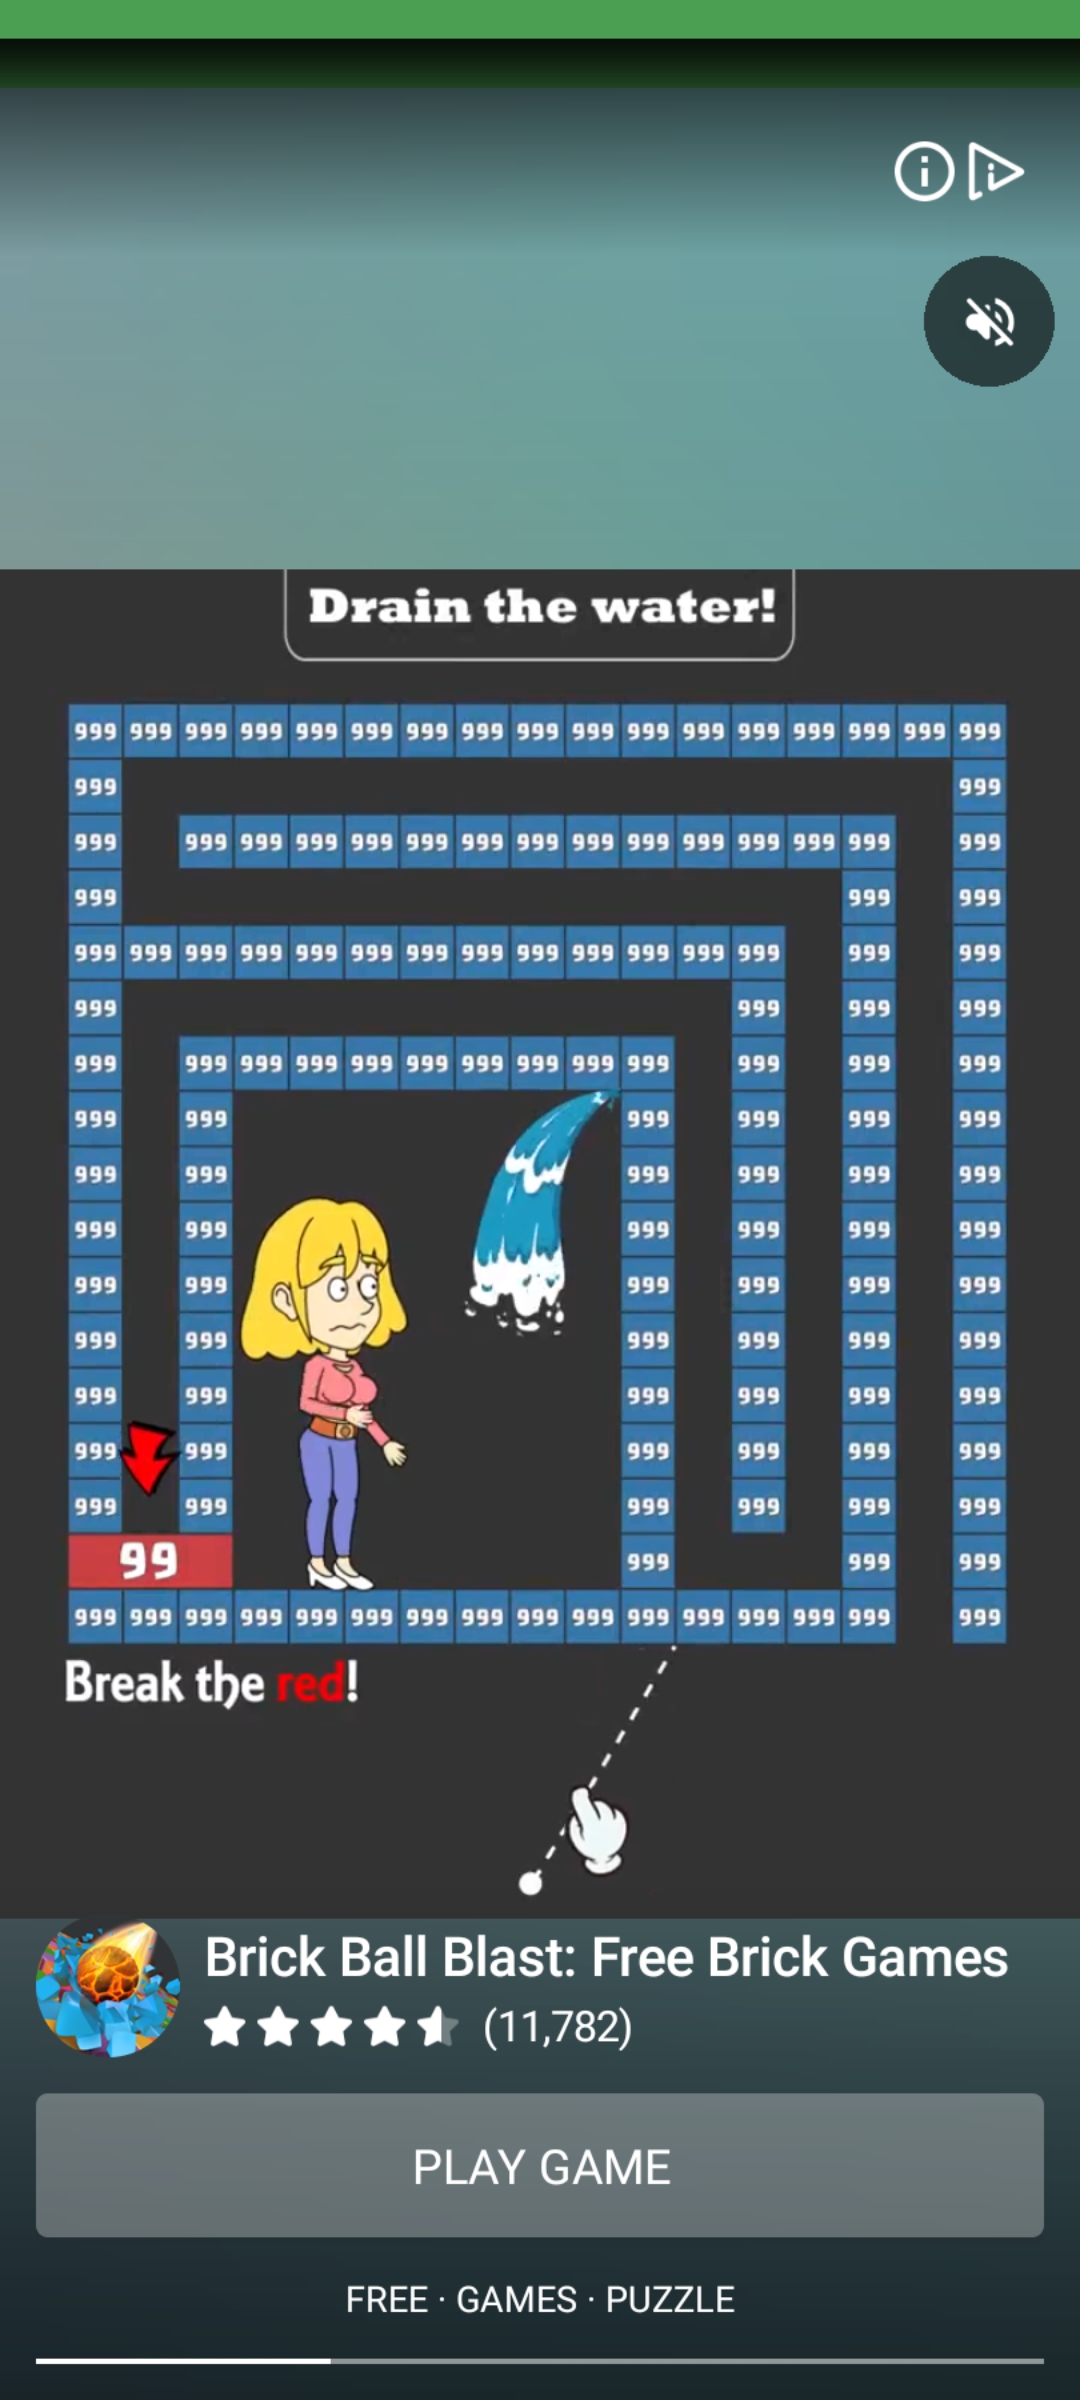 Drain the water!
999 999 999 999 999 999 999 999 999 999 999 999 999 999 999 999 999
999 999
999 999 999 999 999 999 999 999 999 999 999 999 999 999 999
999 999 999
999 999 999 999 999 999 999 999 999 999 999 999 999 999 999
999 999 999 999
999 999 999 999 999 999 999 999 999 999 999 999 999
999 999 999 999 999 999
999 999 999 999 999 999
999 999 999 999 999 999
999 999 999 999 999 999
999 999 999 999 999 999
999 999 999 999 999 999
999 999 999 999 999 999
999 999 999 999 999 999
99 999 999 999
999 999 999 999 999 999 999 999 999 999 999 999 999 999 999 999
Break the red!
Brick Ball Blast: Free Brick Games
(11,782)
PLAY GAME
FREE · GAMES · PUZZLE